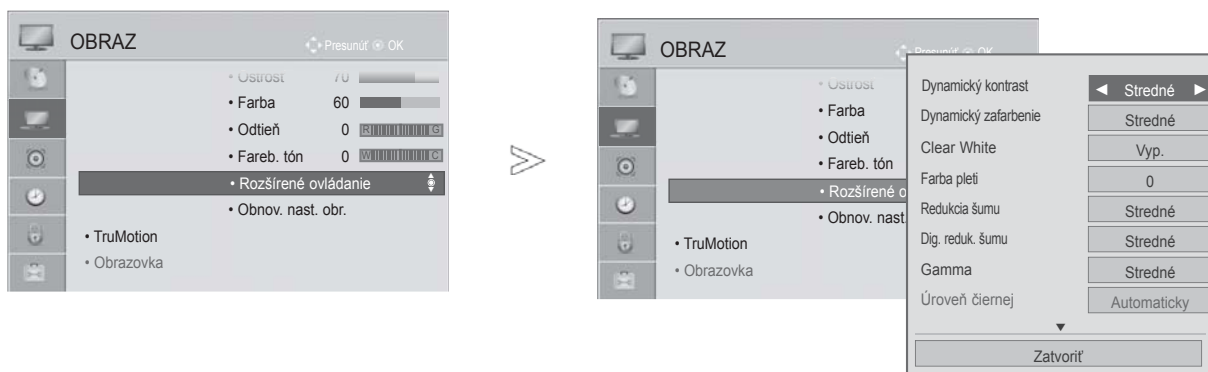 OBRAZ
Presunúť OK
• Ostrosť 70
• Farba 60
• Odtieň 0 R G
• Fareb. tón 0 W G
• Rozšírené ovládanie
• Obnov. nast. obr.
• TruMotion
• Obrazovka
OBRAZ
Presunúť OK
• Ostrosť
• Farba
• Odtieň
• Fareb. tón
• Rozšírené o
• Obnov. nast.
• TruMotion
• Obrazovka
Dynamický kontrast ◀ Stredné ▶
Dynamický zafarbenie Stredné
Clear White Vyp.
Farba pleti 0
Redukcia šumu Stredné
Dig. reduk. šumu Stredné
Gamma Stredné
Úroveň čiernej Automaticky
▼
Zatvoriť